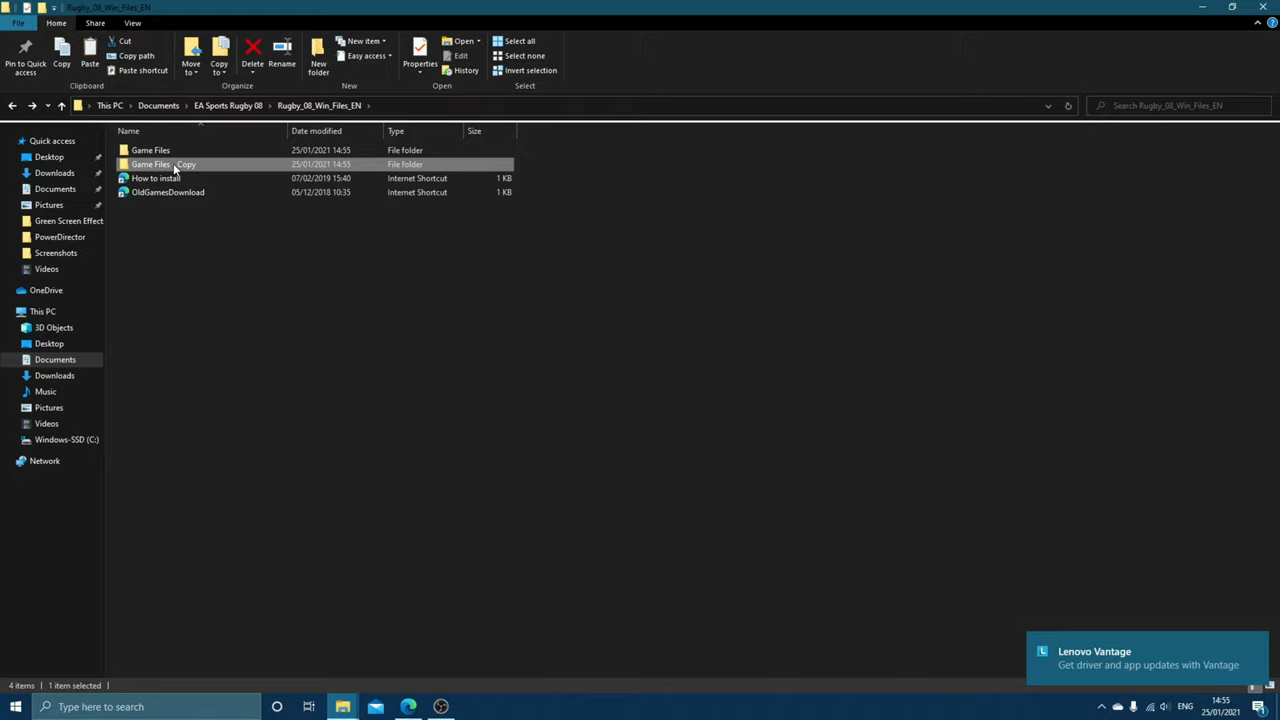 Rugby_08_Win_Files_EN
File Home Share View
Pin to Quick access
Copy
Paste
Cut
Copy path
Paste shortcut
Clipboard
Move to
Copy to
Delete
Rename
Organize
New folder
New item
Easy access
New
Properties
Open
Edit
History
Open
Select all
Select none
Invert selection
Select
This PC Documents EA Sports Rugby 08 Rugby_08_Win_Files_EN
Search Rugby_08_Win_Files_EN
Name Date modified Type Size
Game Files 25/01/2021 14:55 File folder
Game Files - Copy 25/01/2021 14:55 File folder
How to install 07/02/2019 15:40 Internet Shortcut 1 KB
OldGamesDownload 05/12/2018 10:35 Internet Shortcut 1 KB
Quick access
Desktop
Downloads
Documents
Pictures
Green Screen Effect
PowerDirector
Screenshots
Videos
OneDrive
This PC
3D Objects
Desktop
Documents
Downloads
Music
Pictures
Videos
Windows-SSD (C:)
Network
L Lenovo Vantage
Get driver and app updates with Vantage
4 items 1 item selected
Type here to search
ENG
14:55
25/01/2021
1